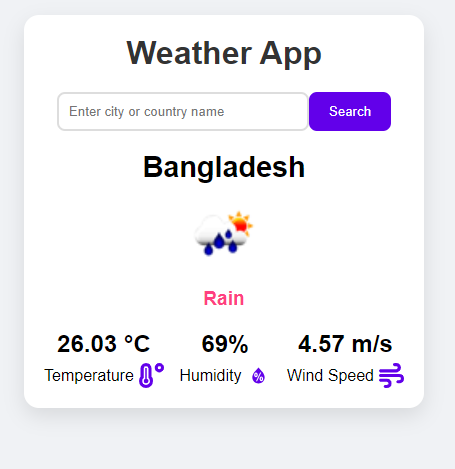 Weather App
Enter city or country name Search
Bangladesh
Rain
26.03 °C 69% 4.57 m/s
Temperature Humidity % Wind Speed